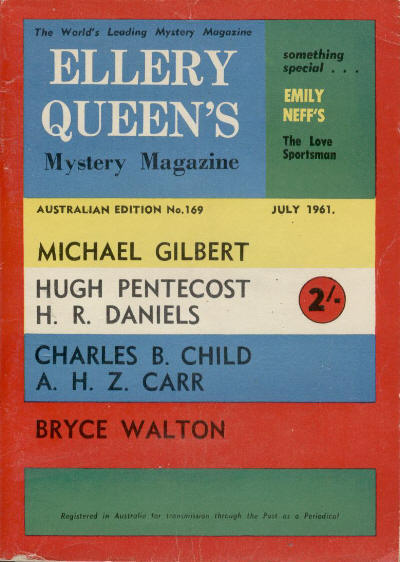 The World's Leading Mystery Magazine
ELLERY
QUEEN'S
Mystery Magazine
something
special . . .
EMILY
NEFF'S
The Love
Sportsman
AUSTRALIAN EDITION No.169 JULY 1961.
MICHAEL GILBERT
HUGH PENTECOST
H. R. DANIELS
2/-
CHARLES B. CHILD
A. H. Z. CARR
BRYCE WALTON
Registered in Australia for transmission through the Post as a Periodical